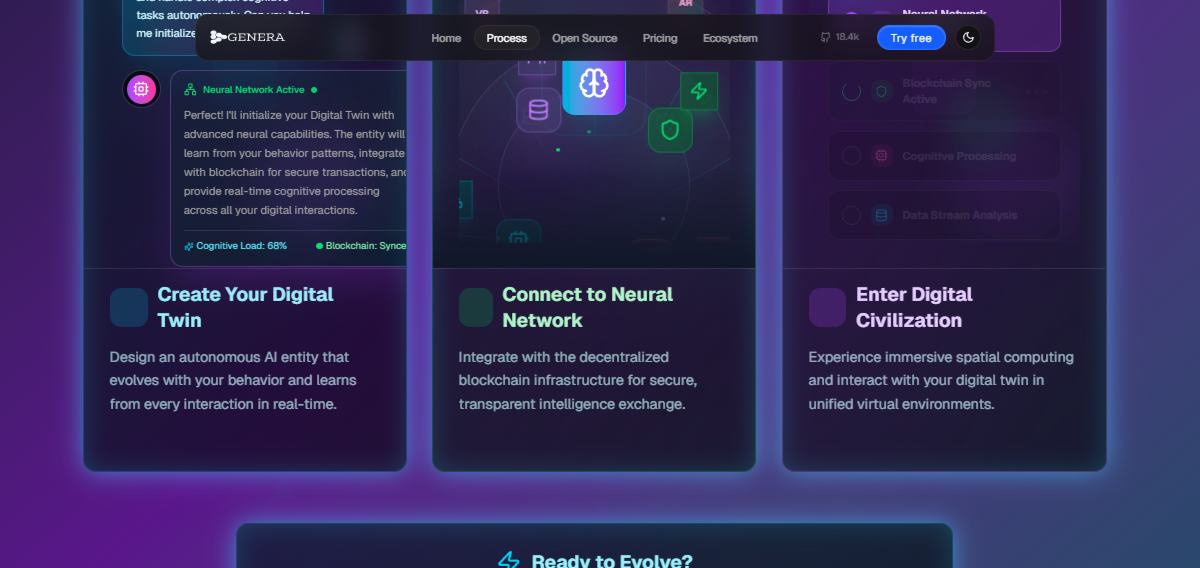 tasks autonomously. Can you help
me initialize
VR
AR
Neural Network
GENERA
Home
Process
Open Source
Pricing
Ecosystem
18.4k
Try free
Neural Network Active
Perfect! I'll initialize your Digital Twin with
advanced neural capabilities. The entity will
learn from your behavior patterns, integrate
with blockchain for secure transactions, and
provide real-time cognitive processing
across all your digital interactions.
Cognitive Load: 68%
Blockchain: Synce
Blockchain Sync
Active
Cognitive Processing
Data Stream Analysis
Create Your Digital
Twin
Design an autonomous AI entity that
evolves with your behavior and learns
from every interaction in real-time.
Connect to Neural
Network
Integrate with the decentralized
blockchain infrastructure for secure,
transparent intelligence exchange.
Enter Digital
Civilization
Experience immersive spatial computing
and interact with your digital twin in
unified virtual environments.
Ready to Evolve?